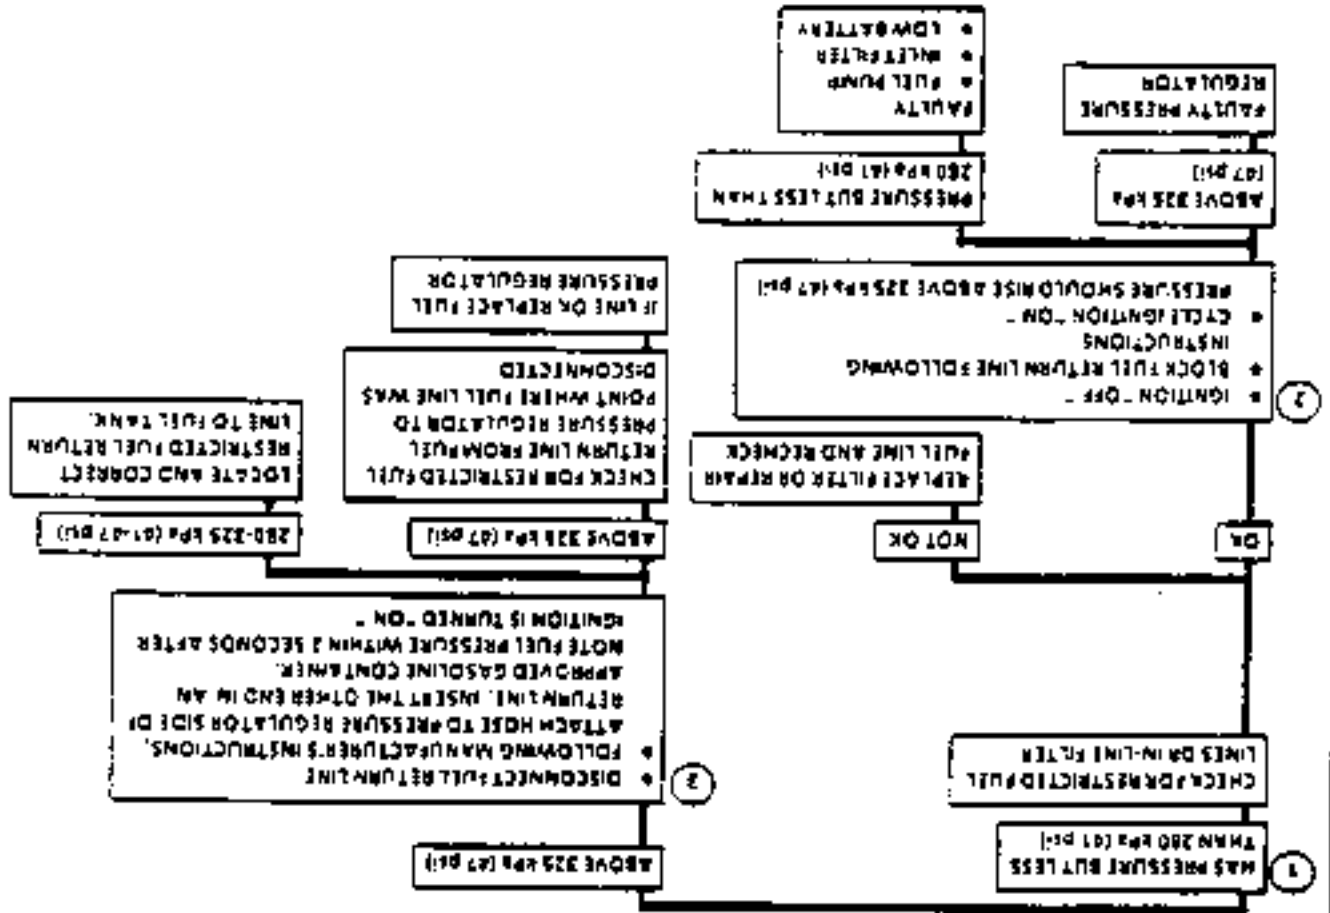 1
HAS PRESSURE BUT LESS
THAN 280 kPa (41 psi)
CHECK FOR RESTRICTED FUEL
LINES OR IN-LINE FILTER
OK
NOT OK
REPLACE FILTER OR REPAIR
FUEL LINE AND RECHECK
2
• IGNITION "OFF"
• BLOCK FUEL RETURN LINE FOLLOWING
INSTRUCTIONS
• CYCLE IGNITION "ON"
PRESSURE SHOULD RISE ABOVE 325 kPa (47 psi)
ABOVE 325 kPa
(47 psi)
FAULTY PRESSURE
REGULATOR
PRESSURE BUT LESS THAN
280 kPa (41 psi)
FAULTY
• FUEL PUMP
• INLET FILTER
• LOW BATTERY
ABOVE 325 kPa (47 psi)
3
• DISCONNECT FUEL RETURN LINE
• FOLLOWING MANUFACTURER'S INSTRUCTIONS,
ATTACH HOSE TO PRESSURE REGULATOR SIDE OF
RETURN LINE. INSERT THE OTHER END IN AN
APPROVED GASOLINE CONTAINER.
NOTE FUEL PRESSURE WITHIN 2 SECONDS AFTER
IGNITION IS TURNED "ON"
ABOVE 325 kPa (47 psi)
CHECK FOR RESTRICTED FUEL
RETURN LINE FROM FUEL
PRESSURE REGULATOR TO
POINT WHERE FUEL LINE WAS
DISCONNECTED
IF LINE OK REPLACE FUEL
PRESSURE REGULATOR
280-325 kPa (41-47 psi)
LOCATE AND CORRECT
RESTRICTED FUEL RETURN
LINE TO FUEL TANK.